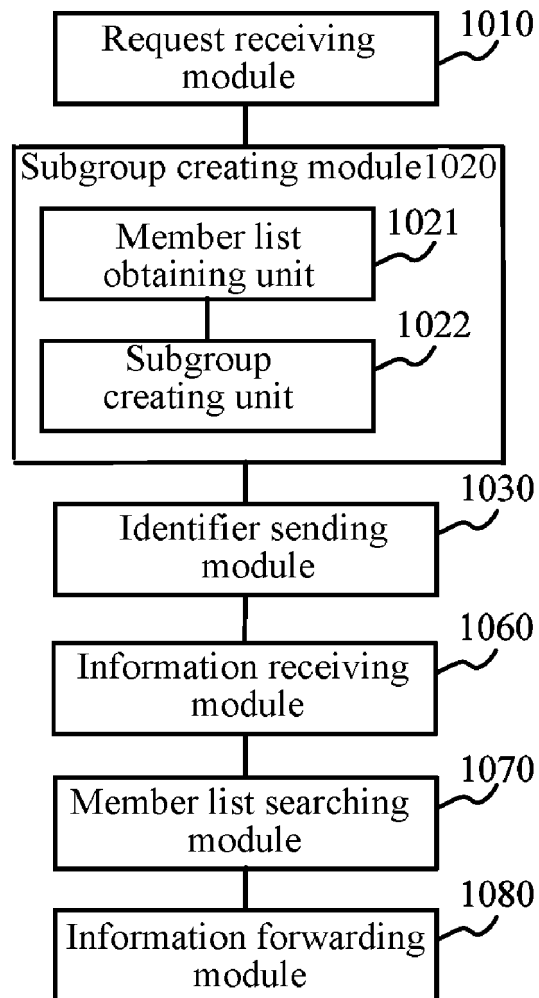 Request receiving
module
1010
Subgroup creating module1020
Member list
obtaining unit
1021
Subgroup
creating unit
1022
Identifier sending
module
1030
Information receiving
module
1060
Member list searching
module
1070
Information forwarding
module
1080